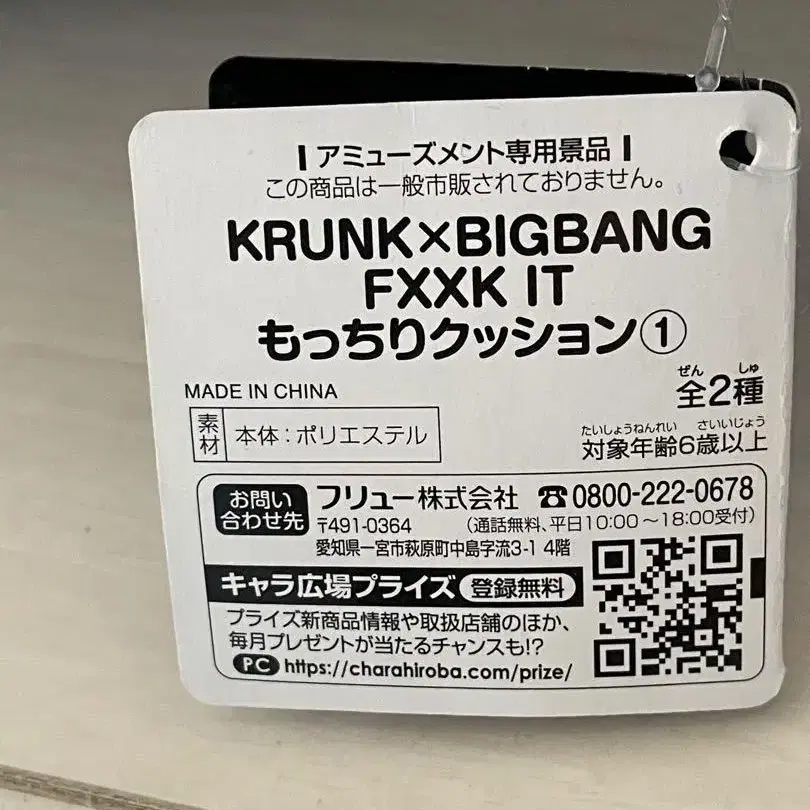 アミューズメント専用景品
この商品は一般市販されておりません。
KRUNK×BIGBANG
FXXK IT
もっちりクッション①
MADE IN CHINA
ぜん しゅ
全2種
素材 本体:ポリエステル
たいしょうねんれい さいいじょう
対象年齢6歳以上
お問い合わせ先 フリュー株式会社 ☎0800-222-0678
〒491-0364 (通話無料、平日10:00~18:00受付)
愛知県一宮市萩原町中島字流3-1 4階
キャラ広場プライズ 登録無料
プライズ新商品情報や取扱店舗のほか、
毎月プレゼントが当たるチャンスも!?
PC https://charahiroba.com/prize/